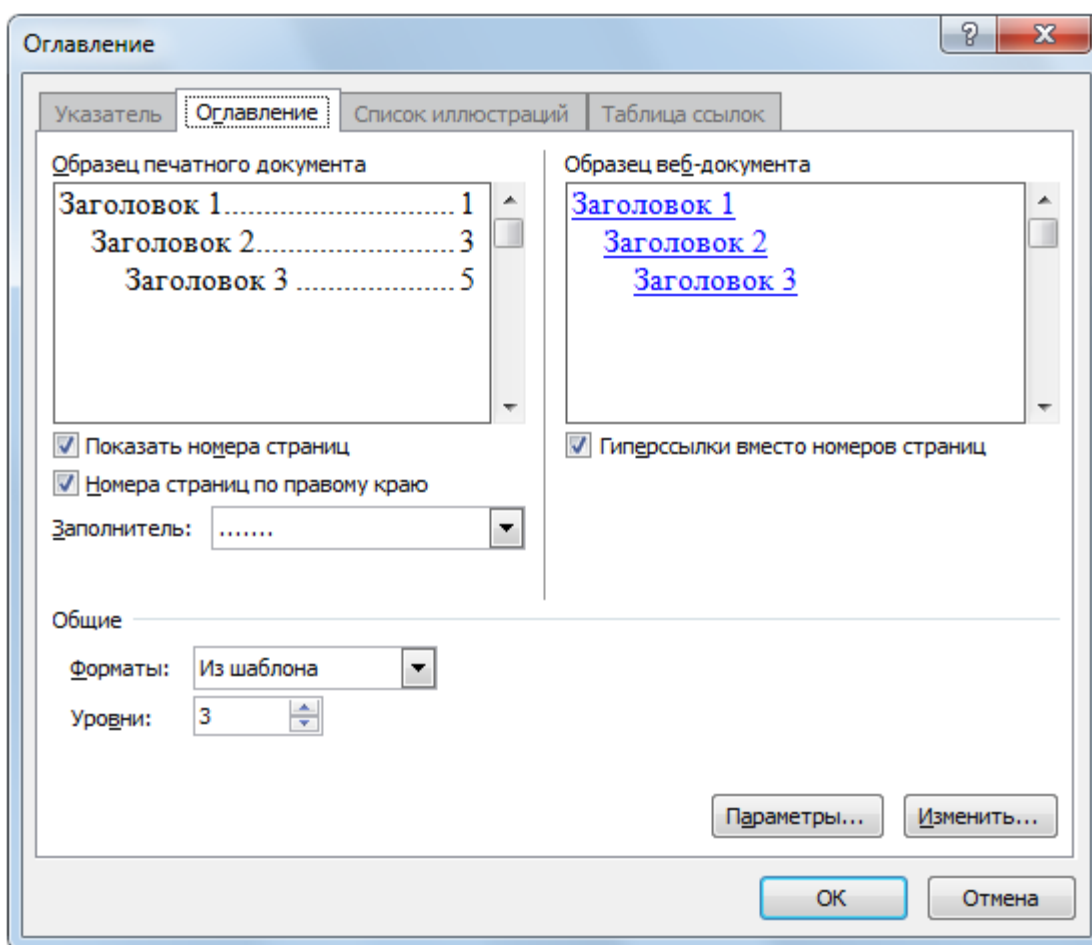 Оглавление
Указатель Оглавление Список иллюстраций Таблица ссылок
Образец печатного документа
Заголовок 1.............................. 1
Заголовок 2.......................... 3
Заголовок 3 ..................... 5
Образец веб-документа
Заголовок 1
Заголовок 2
Заголовок 3
Показать номера страниц
Номера страниц по правому краю
Заполнитель: .......
Гиперссылки вместо номеров страниц
Общие
Форматы: Из шаблона
Уровни: 3
Параметры... Изменить...
ОК Отмена